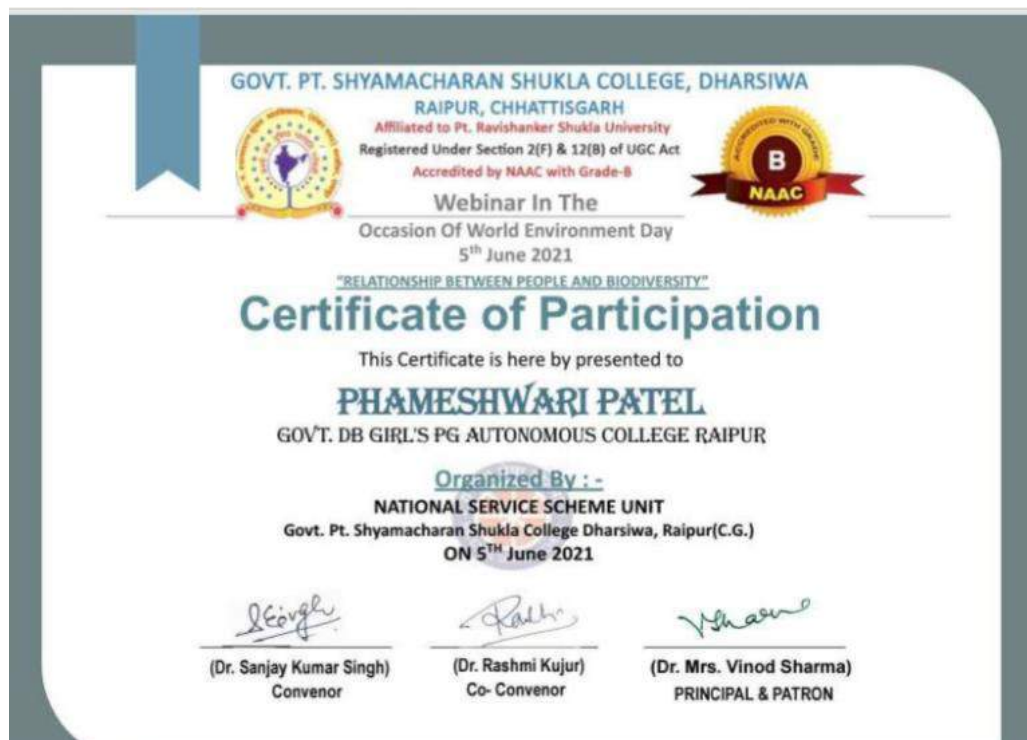 GOVT. PT. SHYAMACHARAN SHUKLA COLLEGE, DHARSIWA
RAIPUR, CHHATTISGARH
Affiliated to Pt. Ravishanker Shukla University
Registered Under Section 2(F) & 12(B) of UGC Act
Accredited by NAAC with Grade-B
ACCREDITED WITH GRADE
B
NAAC
Webinar In The
Occasion Of World Environment Day
5th June 2021
"RELATIONSHIP BETWEEN PEOPLE AND BIODIVERSITY"
Certificate of Participation
This Certificate is here by presented to
PHAMESHWARI PATEL
GOVT. DB GIRL'S PG AUTONOMOUS COLLEGE RAIPUR
Organized By : -
NATIONAL SERVICE SCHEME UNIT
Govt. Pt. Shyamacharan Shukla College Dharsiwa, Raipur(C.G.)
ON 5TH June 2021
(Dr. Sanjay Kumar Singh) (Dr. Rashmi Kujur) (Dr. Mrs. Vinod Sharma)
Convenor Co- Convenor PRINCIPAL & PATRON